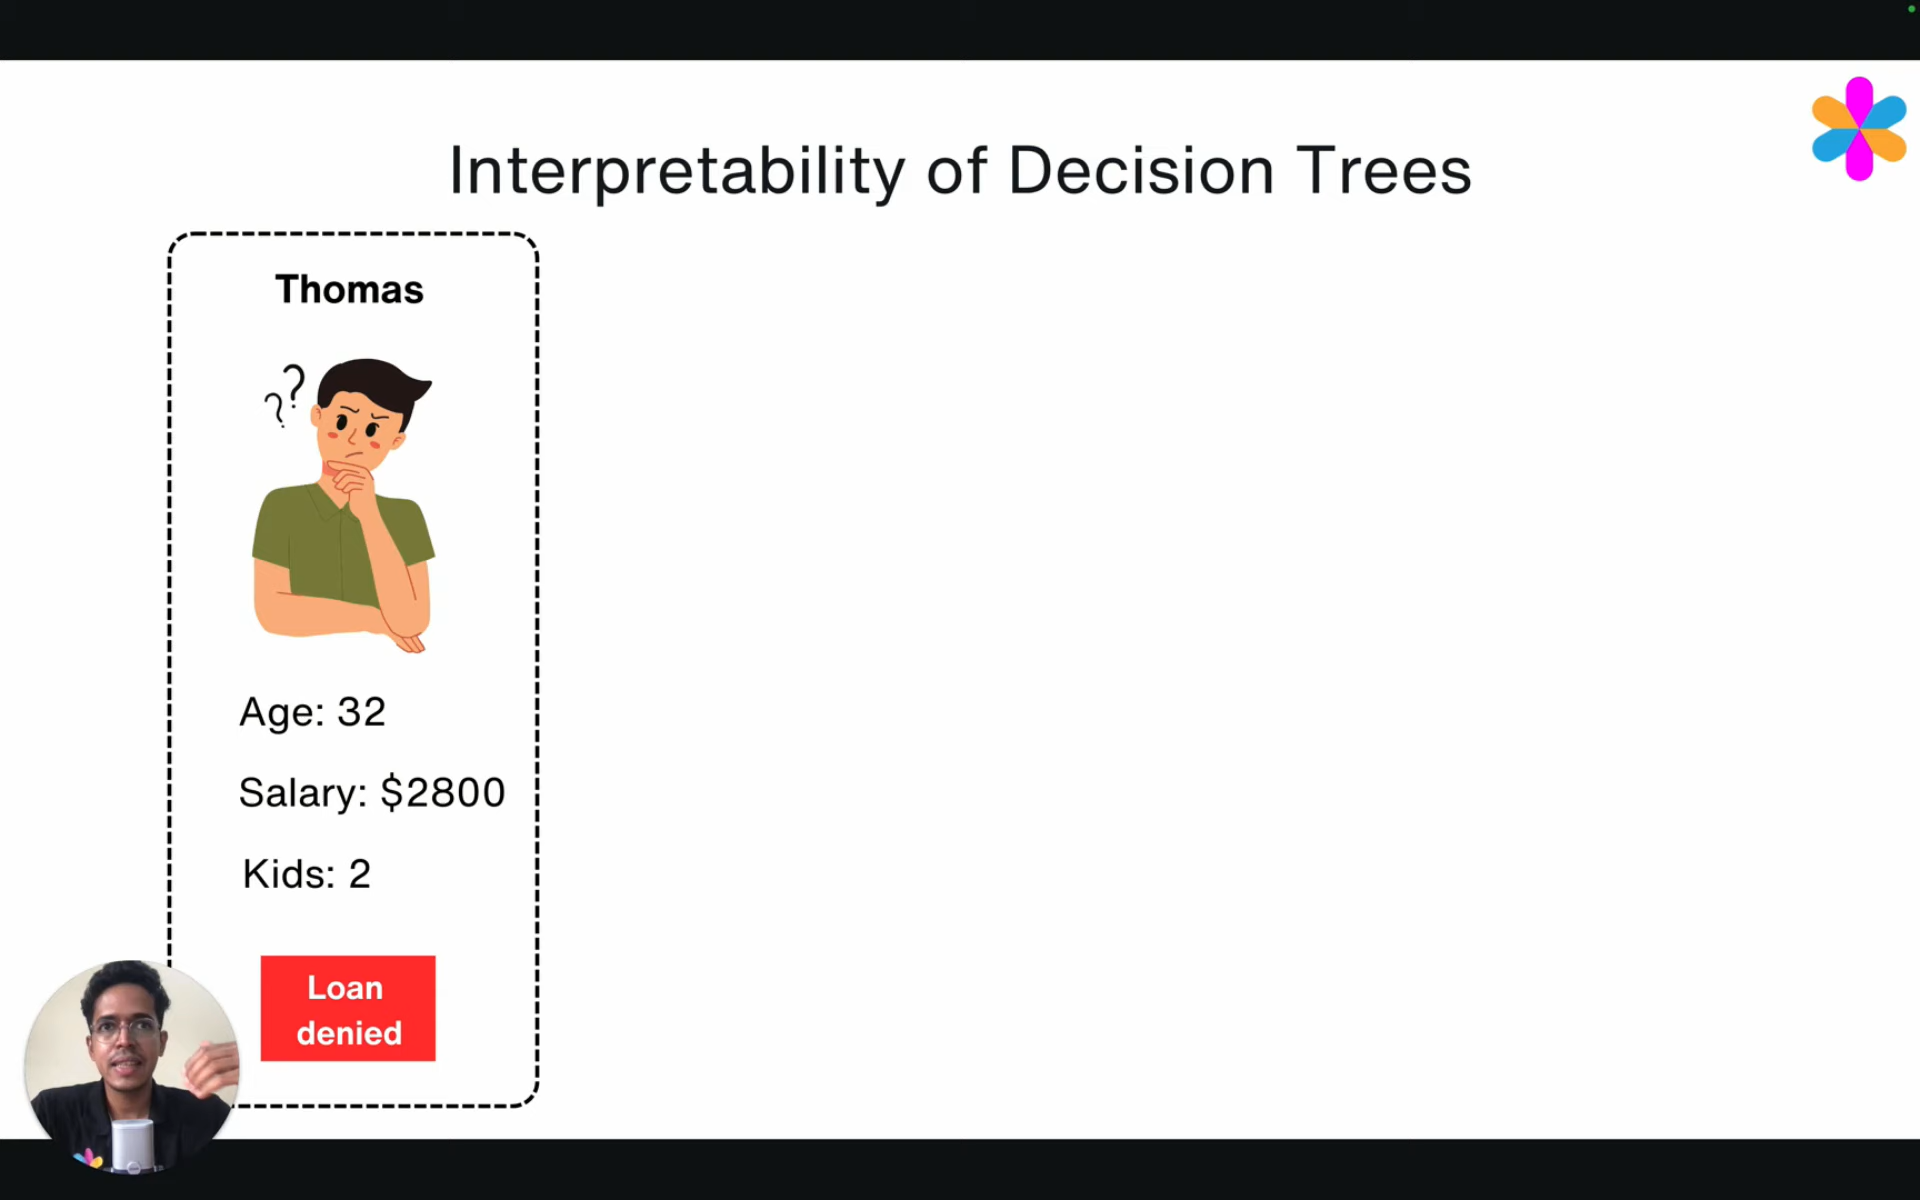 Interpretability of Decision Trees
Thomas
??
Age: 32
Salary: $2800
Kids: 2
Loan
denied